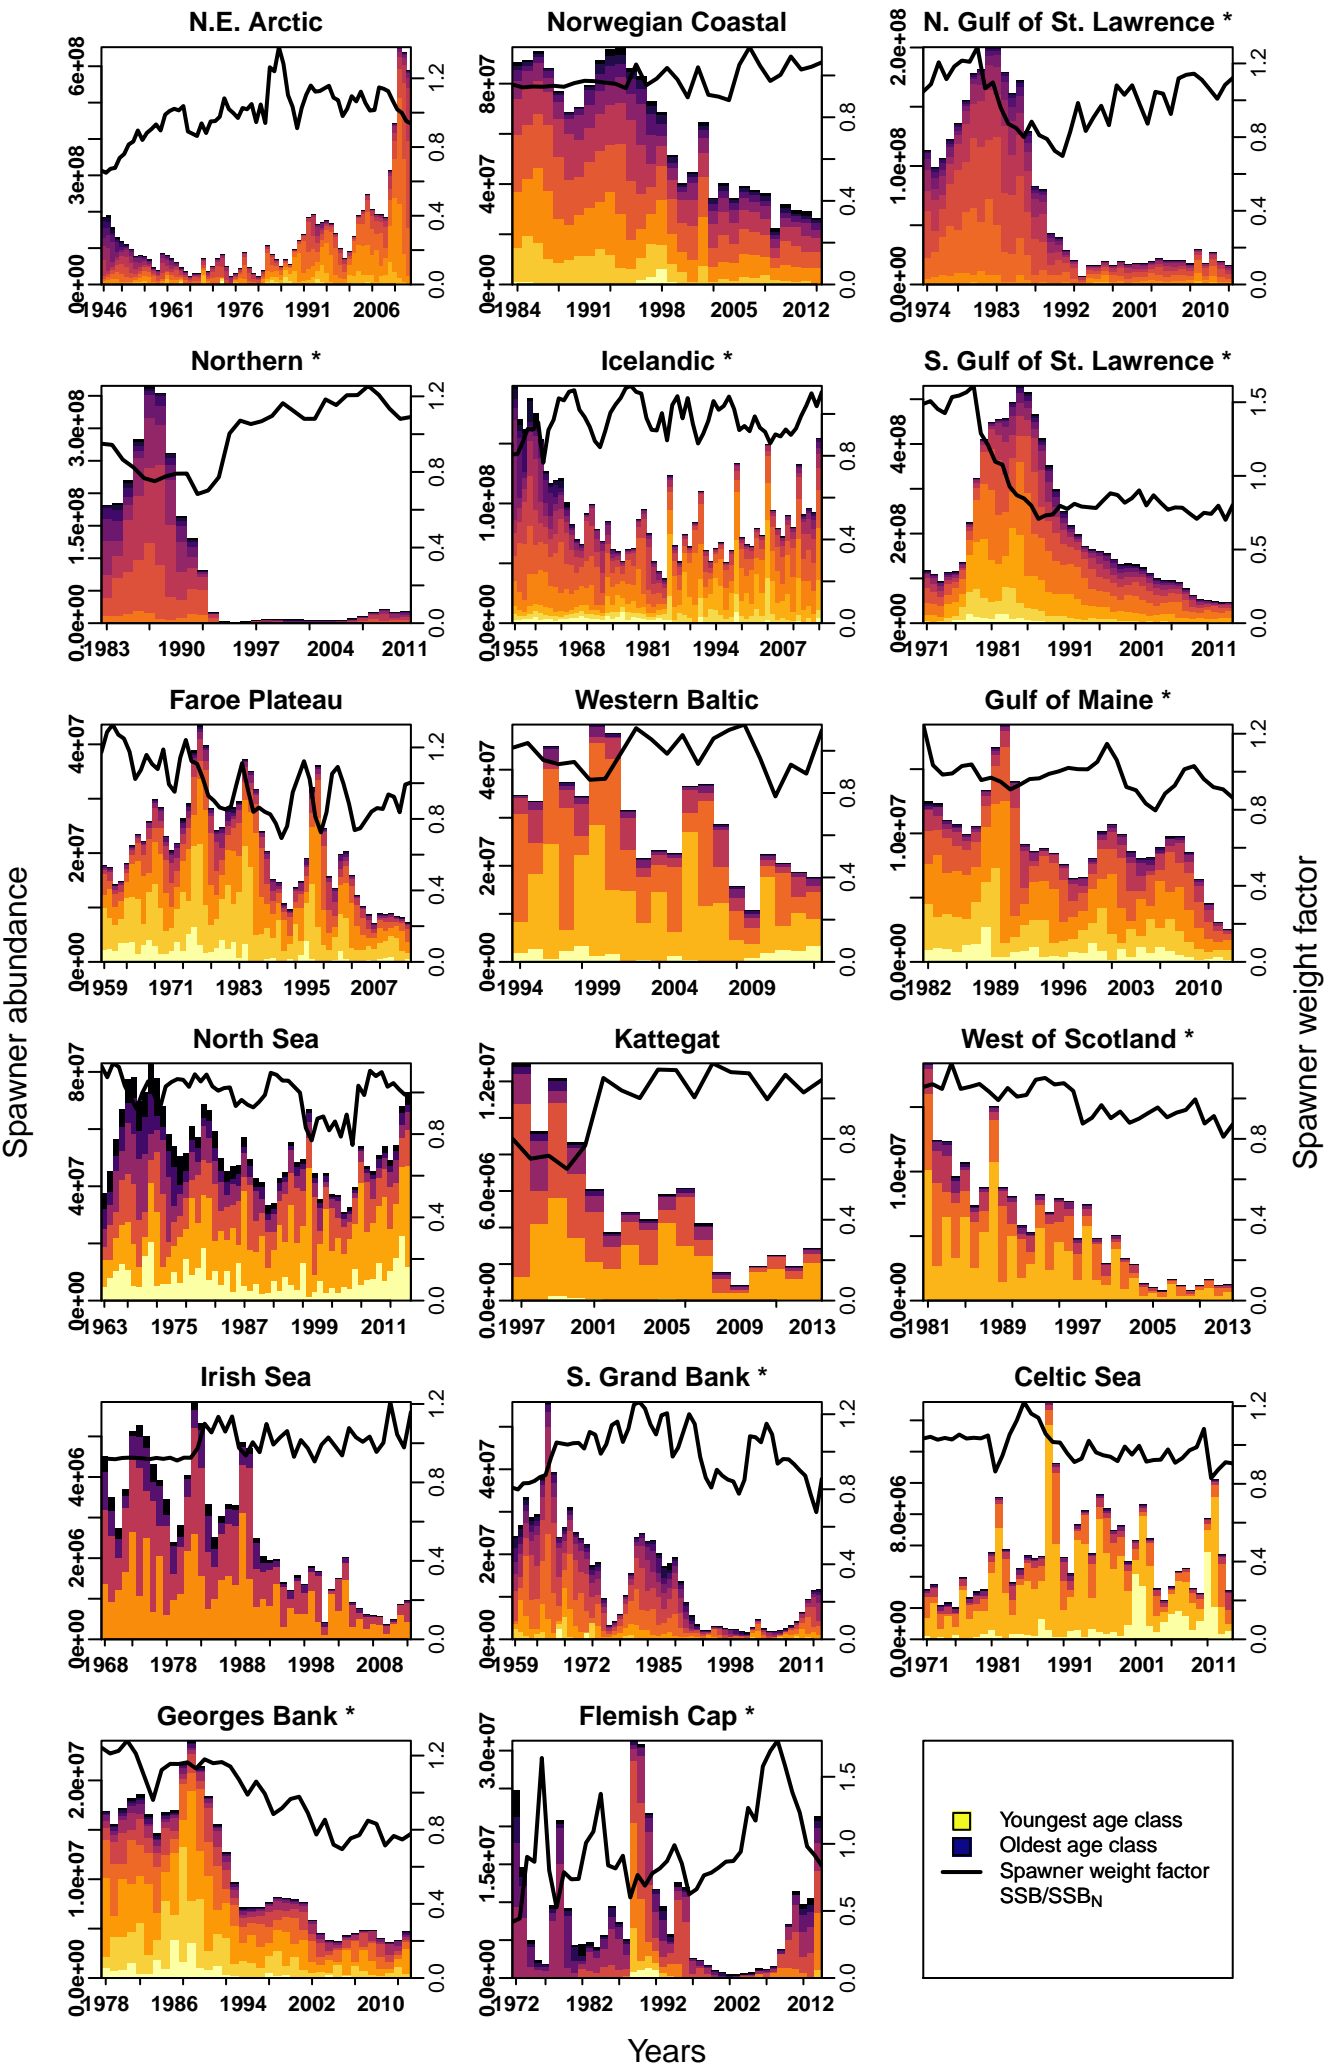 N.E. Arctic
0e+00 3e+08 6e+08
0.0 0.4 0.8 1.2
1946 1961 1976 1991 2006
Norwegian Coastal
0e+00 4e+07 8e+07
0.0 0.4 0.8
1984 1991 1998 2005 2012
N. Gulf of St. Lawrence *
0.0e+00 1.0e+08 2.0e+08
0.0 0.4 0.8 1.2
1974 1983 1992 2001 2010
Northern *
0.0e+00 1.5e+08 3.0e+08
0.0 0.4 0.8 1.2
1983 1990 1997 2004 2011
Icelandic *
0.0e+00 1.0e+08
0.0 0.4 0.8
1955 1968 1981 1994 2007
S. Gulf of St. Lawrence *
0e+00 2e+08 4e+08
0.0 0.5 1.0 1.5
1971 1981 1991 2001 2011
Faroe Plateau
0e+00 2e+07 4e+07
0.0 0.4 0.8 1.2
1959 1971 1983 1995 2007
Western Baltic
0e+00 2e+07 4e+07
0.0 0.4 0.8
1994 1999 2004 2009
Gulf of Maine *
0.0e+00 1.0e+07
0.0 0.4 0.8 1.2
1982 1989 1996 2003 2010
Spawner abundance
Spawner weight factor
North Sea
0e+00 4e+07 8e+07
0.0 0.4 0.8
1963 1975 1987 1999 2011
Kattegat
0.0e+00 6.0e+06 1.2e+07
0.0 0.4 0.8
1997 2001 2005 2009 2013
West of Scotland *
0.0e+00 1.0e+07
0.0 0.4 0.8
1981 1989 1997 2005 2013
Irish Sea
0e+00 2e+06 4e+06
0.0 0.4 0.8 1.2
1968 1978 1988 1998 2008
S. Grand Bank *
0e+00 2e+07 4e+07
0.0 0.4 0.8 1.2
1959 1972 1985 1998 2011
Celtic Sea
0.0e+00 8.0e+06
0.0 0.4 0.8 1.2
1971 1981 1991 2001 2011
Georges Bank *
0.0e+00 1.0e+07 2.0e+07
0.0 0.4 0.8 1.2
1978 1986 1994 2002 2010
Flemish Cap *
0.0e+00 1.5e+07 3.0e+07
0.0 0.5 1.0 1.5
1972 1982 1992 2002 2012
Youngest age class
Oldest age class
Spawner weight factor
SSB/SSB<sub>N</sub>
Years